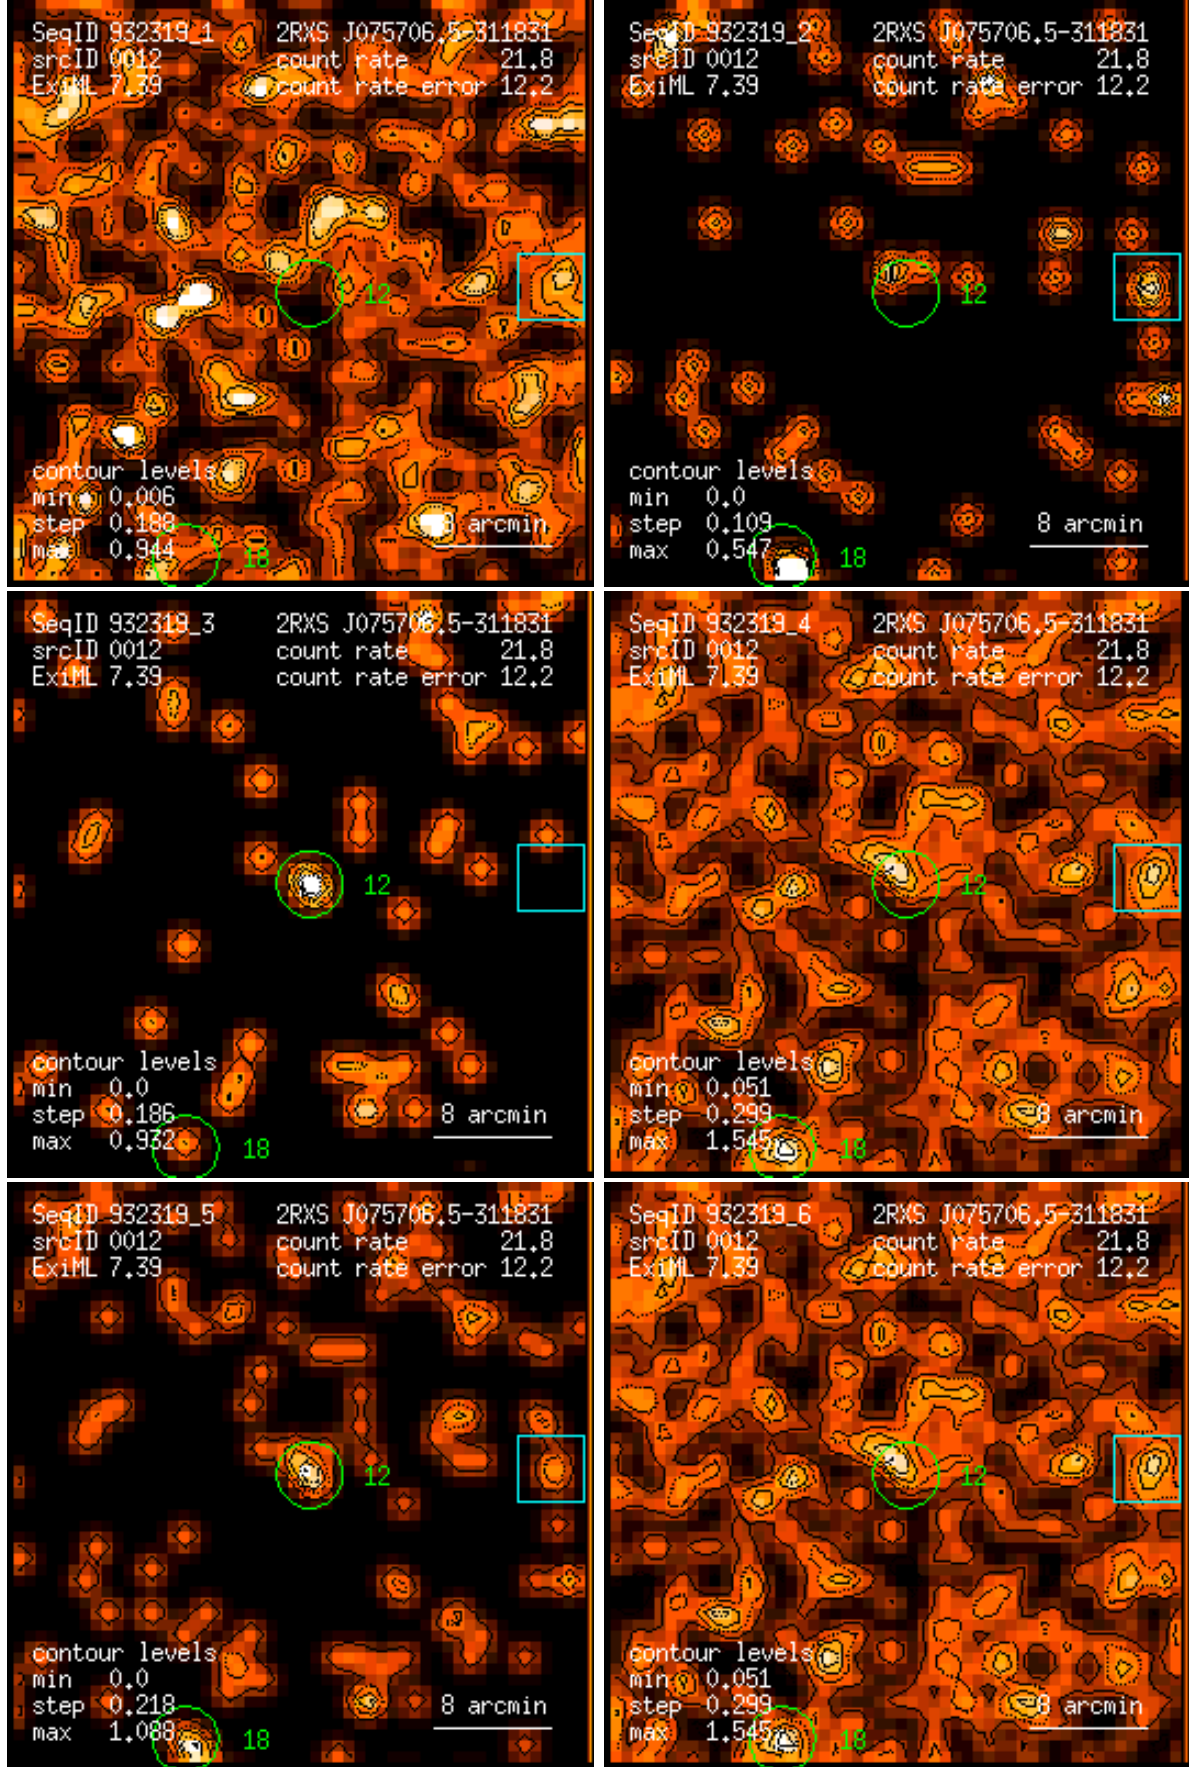 SeqID 932319_1 2RXS J075706.5-311831
srcID 0012 count rate 21.8
ExiML 7.39 count rate error 12.2
12
contour levels
min 0.006
step 0.188
max 0.944
8 arcmin
18
SeqID 932319_2 2RXS J075706.5-311831
srcID 0012 count rate 21.8
ExiML 7.39 count rate error 12.2
12
contour levels
min 0.0
step 0.109
max 0.547
8 arcmin
18
SeqID 932319_3 2RXS J075706.5-311831
srcID 0012 count rate 21.8
ExiML 7.39 count rate error 12.2
12
contour levels
min 0.0
step 0.186
max 0.932
8 arcmin
18
SeqID 932319_4 2RXS J075706.5-311831
srcID 0012 count rate 21.8
ExiML 7.39 count rate error 12.2
12
contour levels
min 0.051
step 0.299
max 1.545
8 arcmin
18
SeqID 932319_5 2RXS J075706.5-311831
srcID 0012 count rate 21.8
ExiML 7.39 count rate error 12.2
12
contour levels
min 0.0
step 0.218
max 1.088
8 arcmin
18
SeqID 932319_6 2RXS J075706.5-311831
srcID 0012 count rate 21.8
ExiML 7.39 count rate error 12.2
12
contour levels
min 0.051
step 0.299
max 1.545
8 arcmin
18